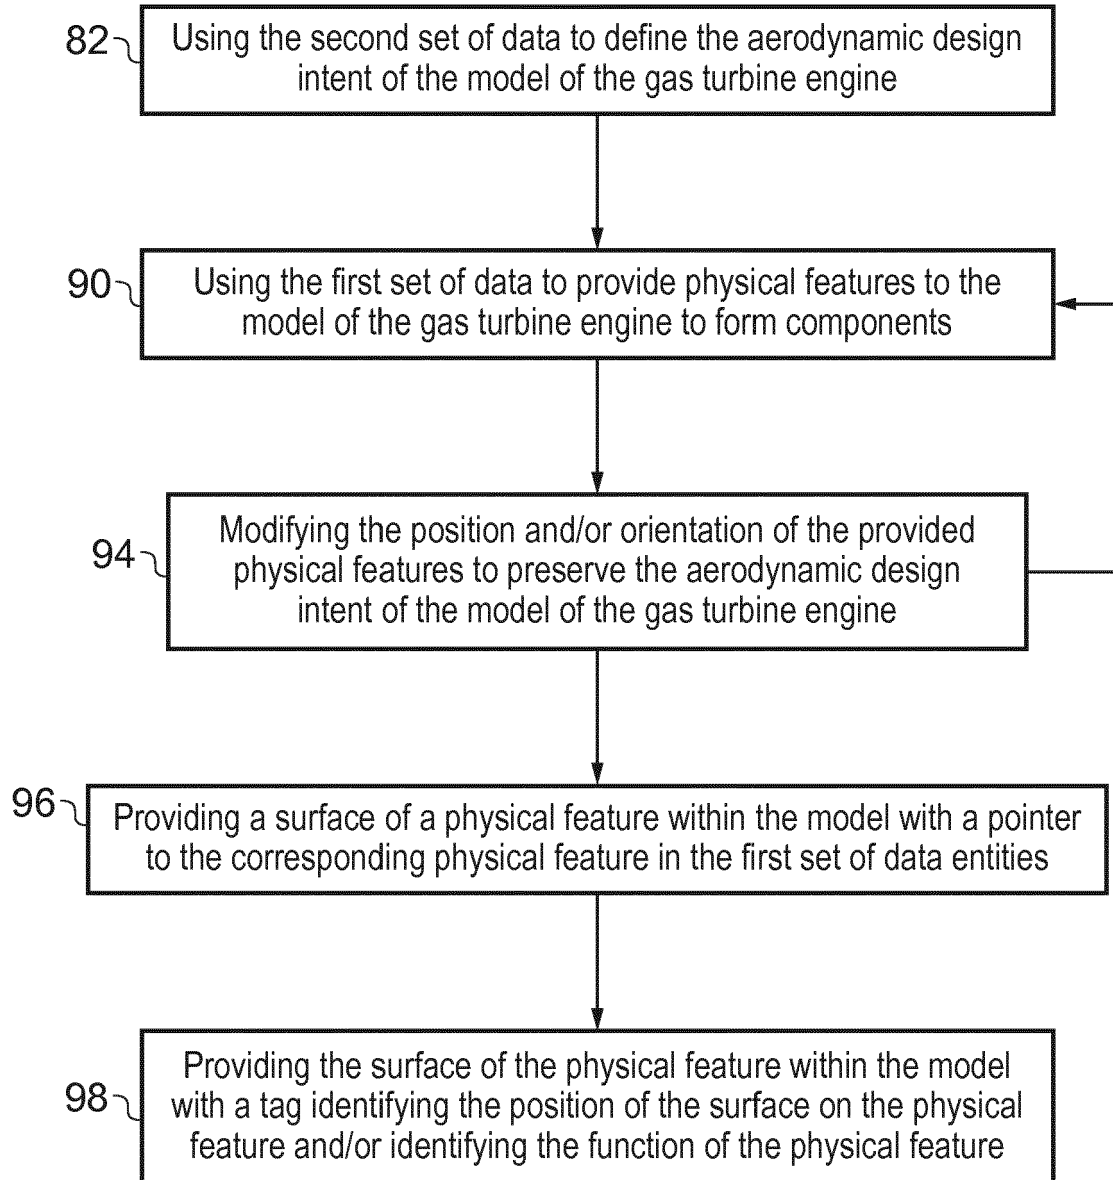 82
Using the second set of data to define the aerodynamic design
intent of the model of the gas turbine engine
90
Using the first set of data to provide physical features to the
model of the gas turbine engine to form components
94
Modifying the position and/or orientation of the provided
physical features to preserve the aerodynamic design
intent of the model of the gas turbine engine
96
Providing a surface of a physical feature within the model with a pointer
to the corresponding physical feature in the first set of data entities
98
Providing the surface of the physical feature within the model
with a tag identifying the position of the surface on the physical
feature and/or identifying the function of the physical feature